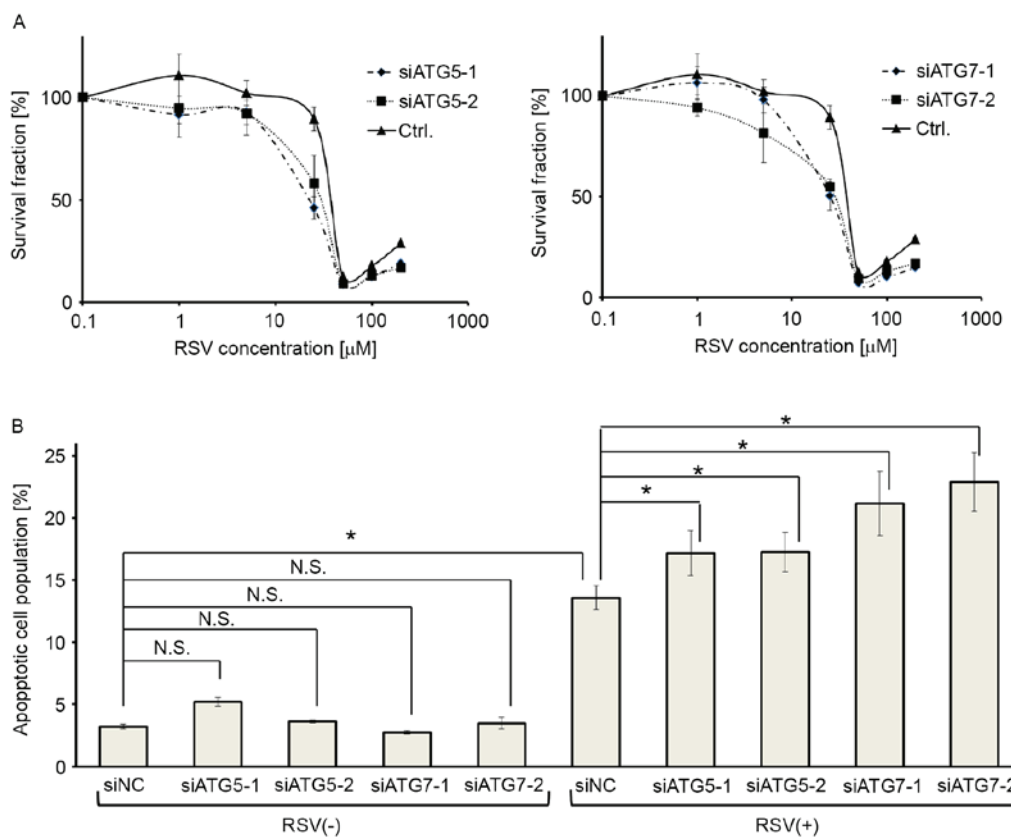 A
Survival fraction [%]
100
50
0
0.1
1
10
100
1000
RSV concentration [µM]
siATG5-1
siATG5-2
Ctrl.
Survival fraction [%]
100
50
0
0.1
1
10
100
1000
RSV concentration [µM]
siATG7-1
siATG7-2
Ctrl.
B
Apopptotic cell population [%]
25
20
15
10
5
0
*
N.S.
N.S.
N.S.
N.S.
*
*
*
*
siNC
siATG5-1
siATG5-2
siATG7-1
siATG7-2
siNC
siATG5-1
siATG5-2
siATG7-1
siATG7-2
RSV(-)
RSV(+)